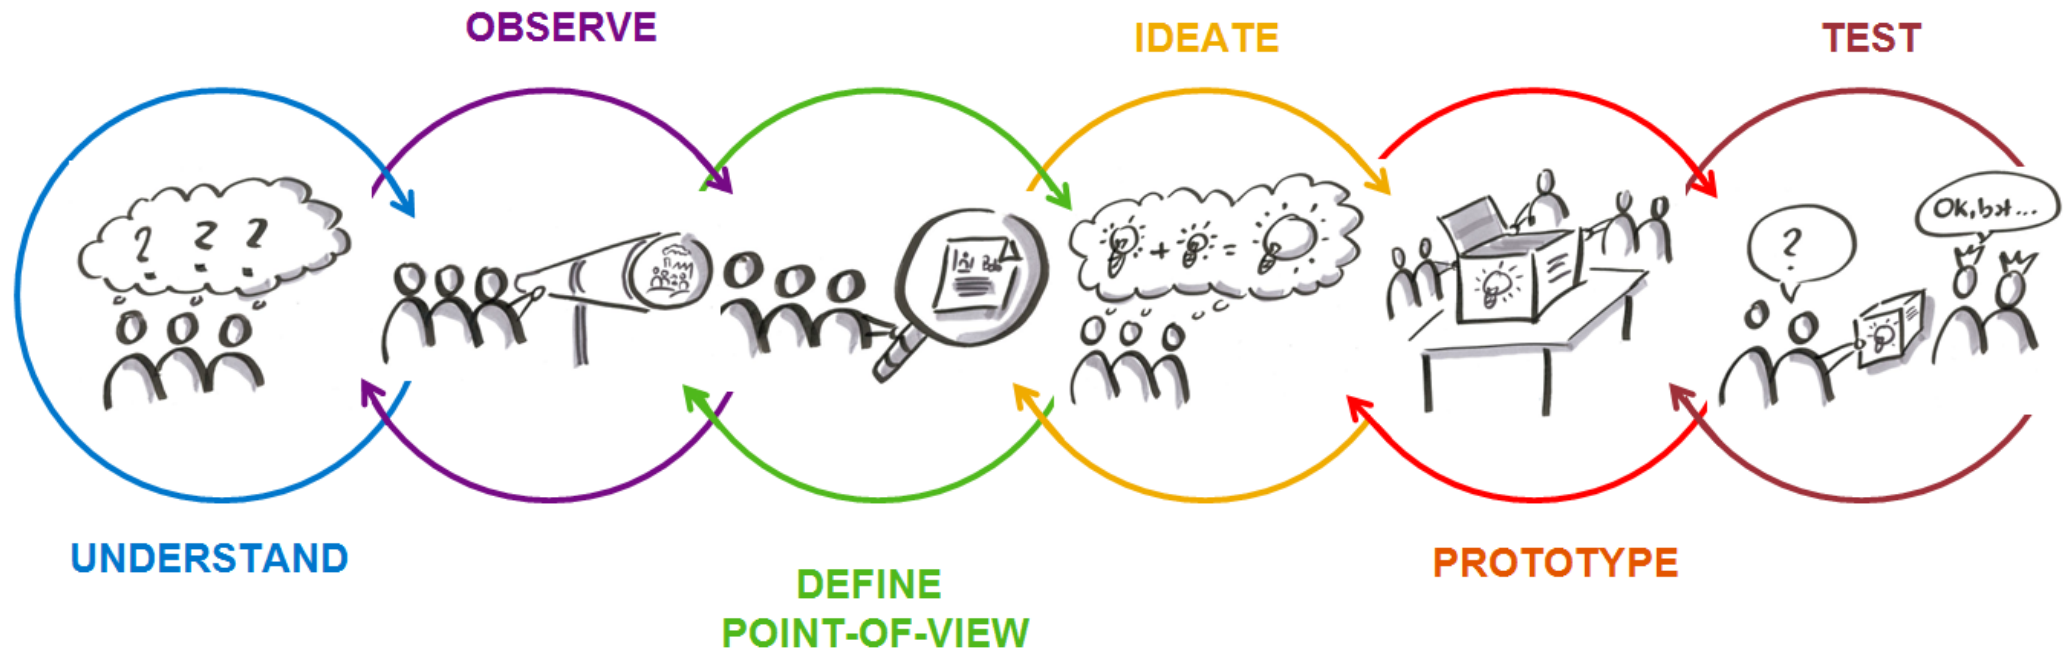 OBSERVE
IDEATE
TEST
? ? ?
+ =
?
Ok, but...
UNDERSTAND
DEFINE
POINT-OF-VIEW
PROTOTYPE